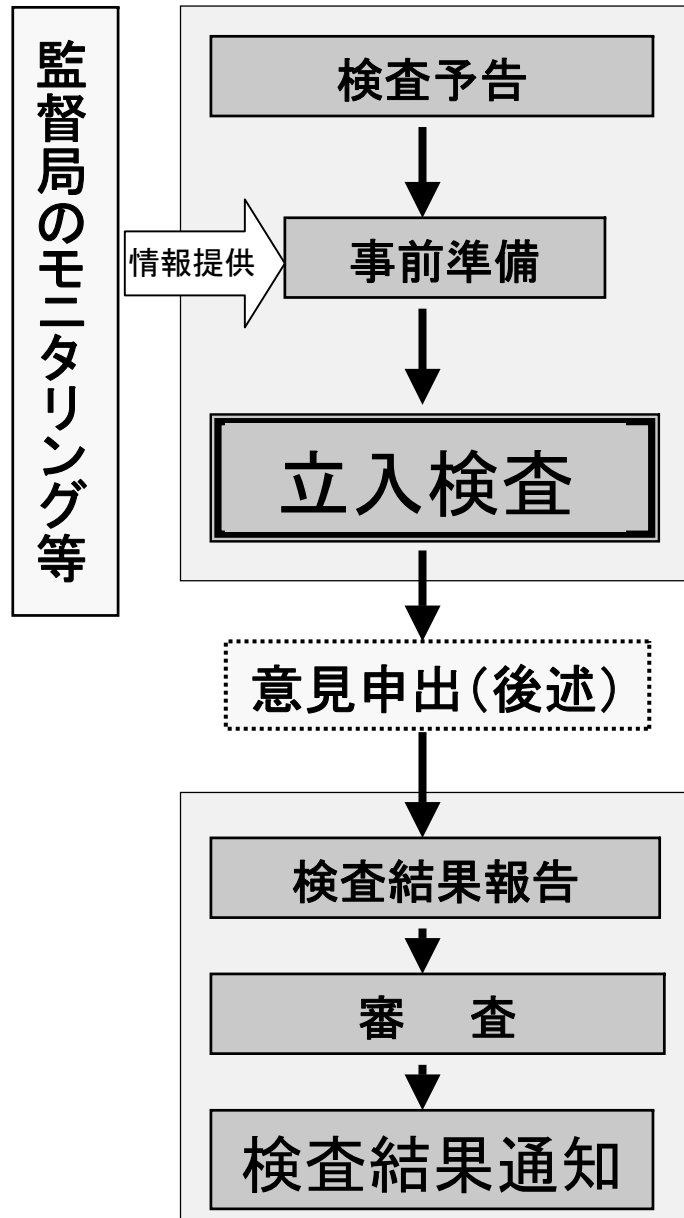 監督局のモニタリング等
検査予告
情報提供
事前準備
立入検査
意見申出(後述)
検査結果報告
審 査
検査結果通知